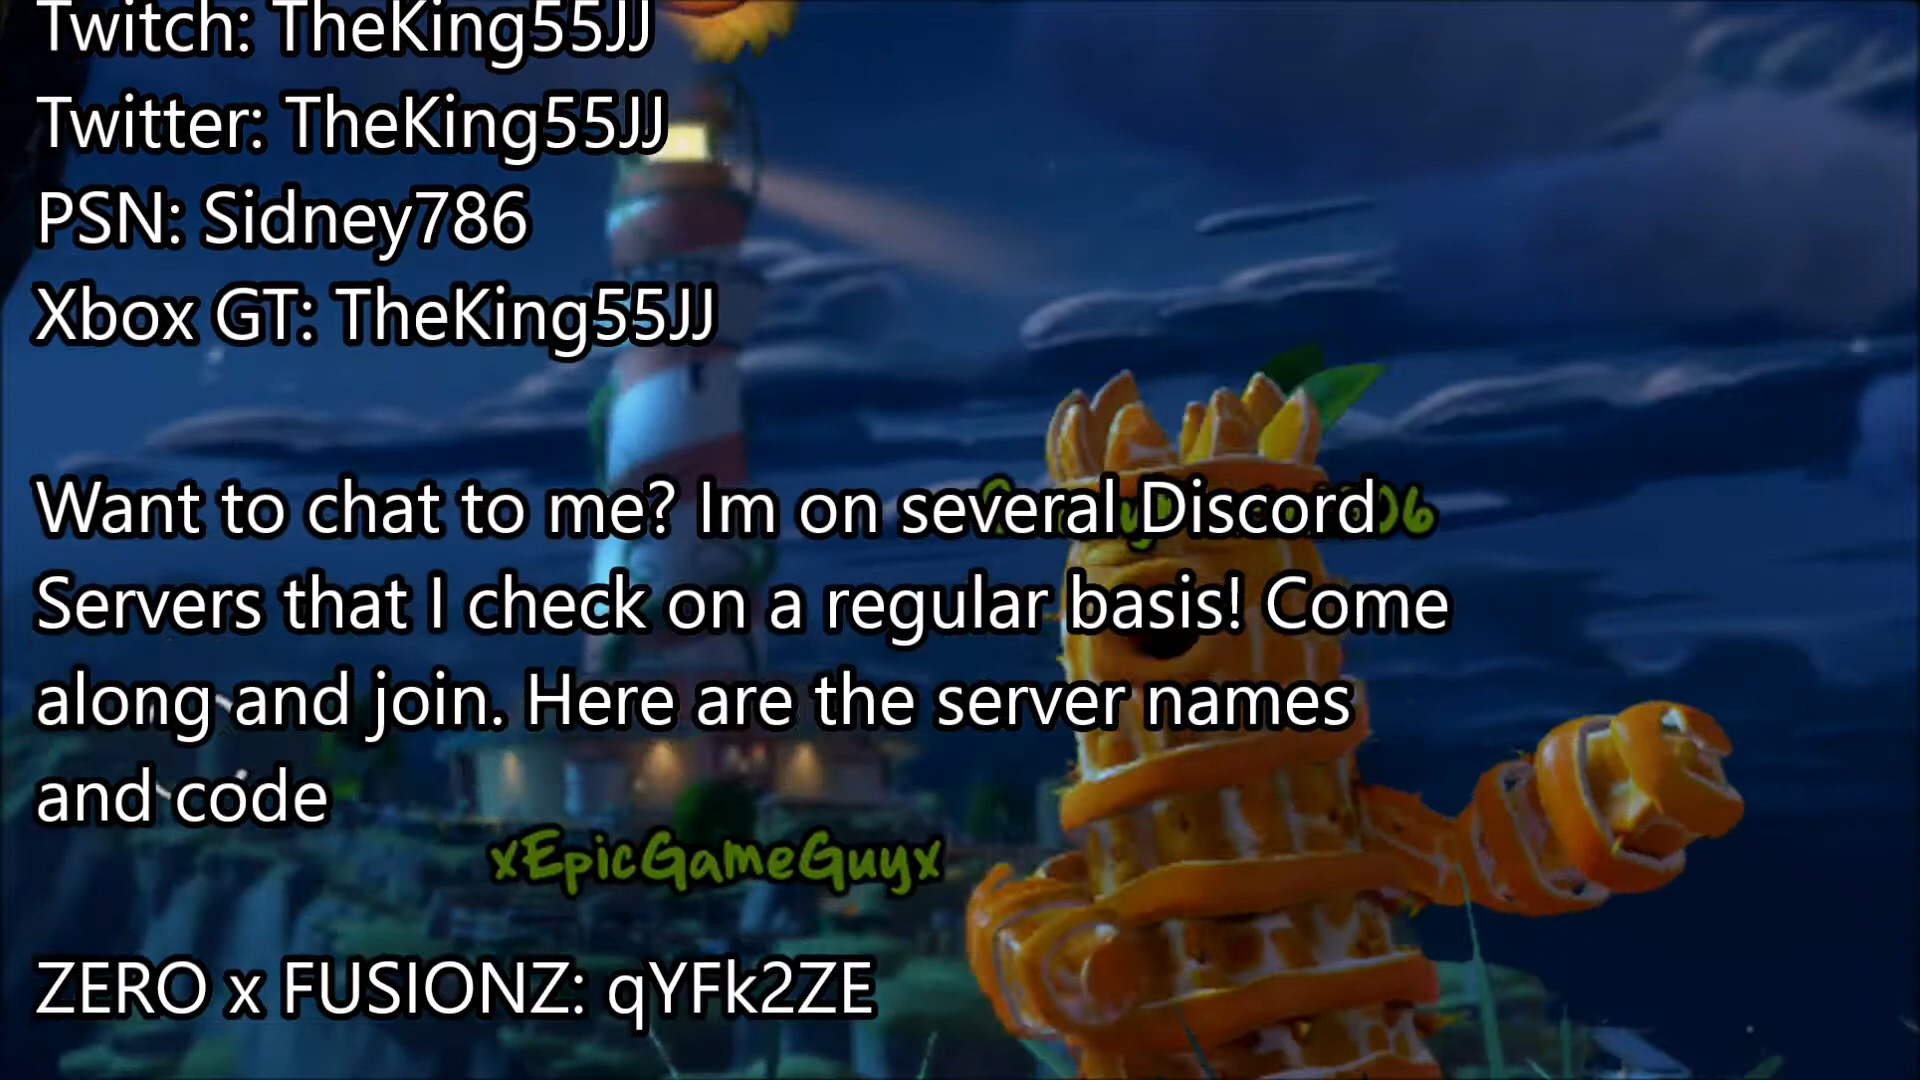 Twitch: TheKing55JJ
Twitter: TheKing55JJ
PSN: Sidney786
Xbox GT: TheKing55JJ
Want to chat to me? Im on several Discord
Servers that I check on a regular basis! Come
along and join. Here are the server names
and code
xEpicGameGuyx
ZERO x FUSIONZ: qYFk2ZE